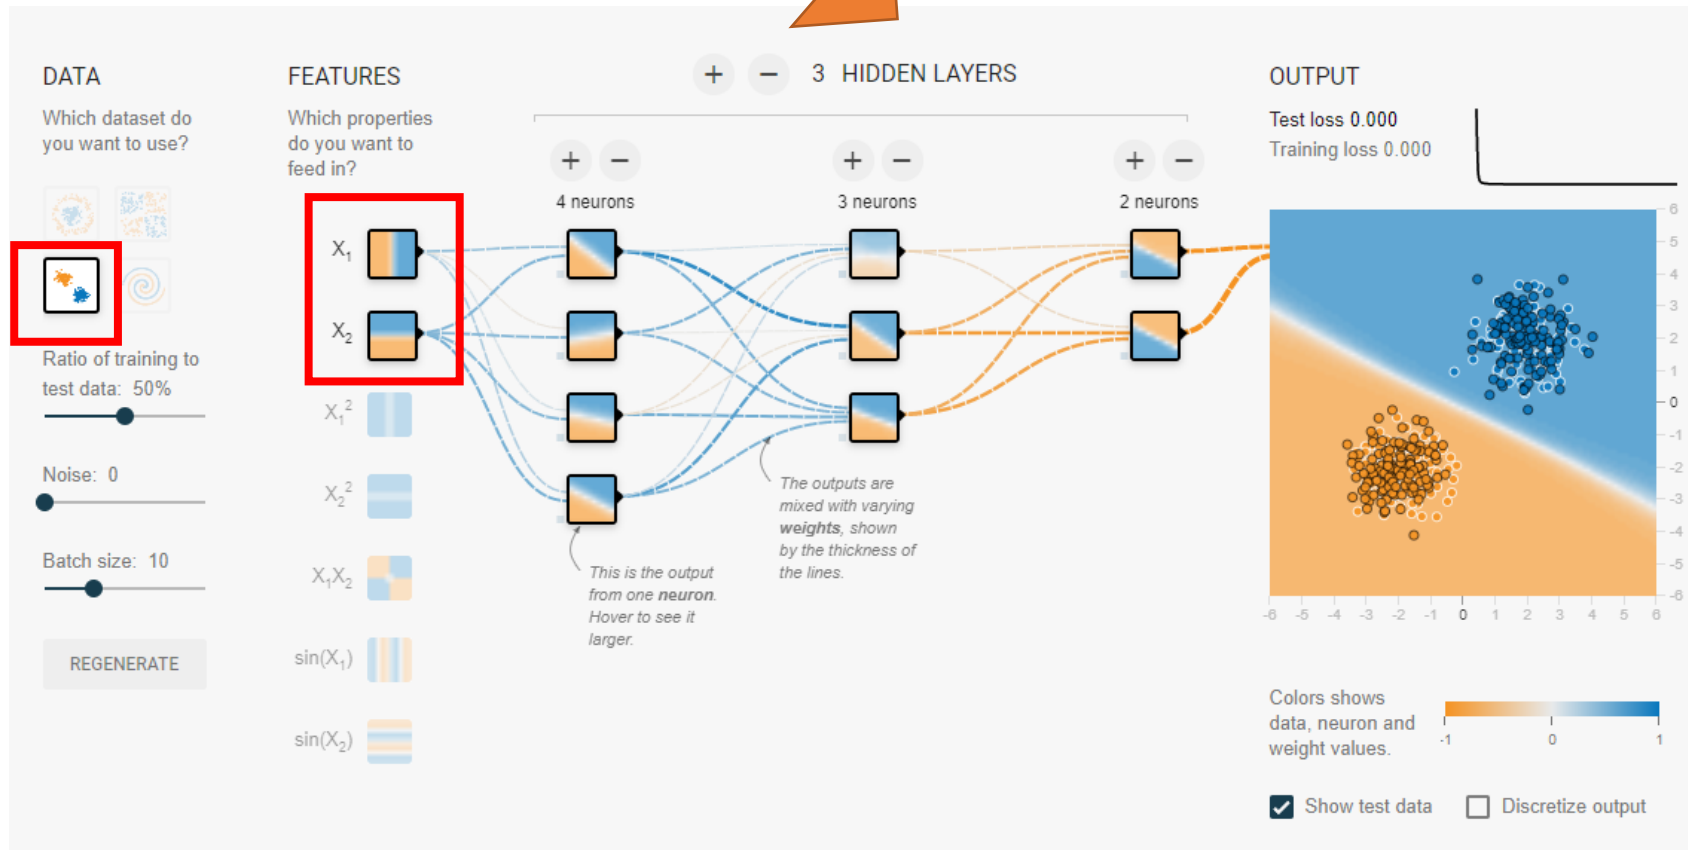 DATA
Which dataset do
you want to use?
Ratio of training to
test data: 50%
Noise: 0
Batch size: 10
REGENERATE
FEATURES
Which properties
do you want to
feed in?
X1
X2
X1²
X2²
X1X2
sin(X1)
sin(X2)
+ − 3 HIDDEN LAYERS
+ −
4 neurons
+ −
3 neurons
+ −
2 neurons
This is the output
from one neuron.
Hover to see it
larger.
The outputs are
mixed with varying
weights, shown
by the thickness of
the lines.
OUTPUT
Test loss 0.000
Training loss 0.000
6
5
4
3
2
1
0
-1
-2
-3
-4
-5
-6
-6 -5 -4 -3 -2 -1 0 1 2 3 4 5 6
Colors shows
data, neuron and
weight values.
-1 0 1
Show test data
Discretize output